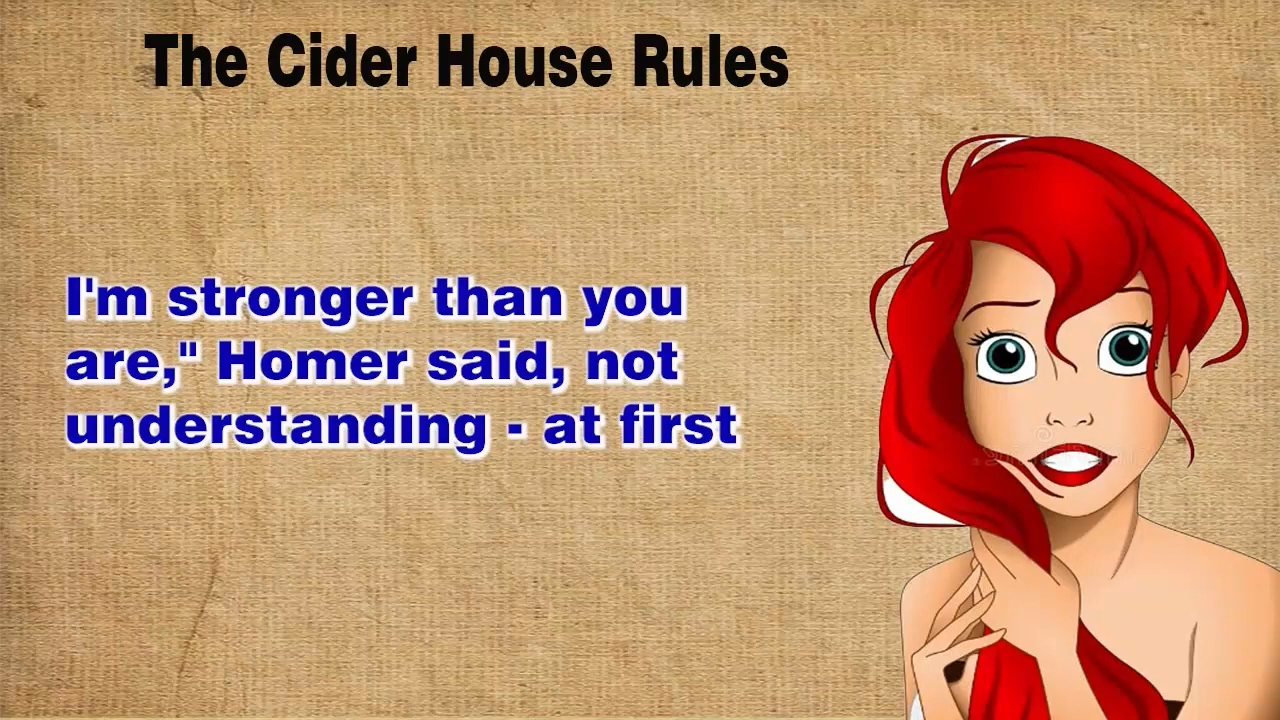 The Cider House Rules
I'm stronger than you
are," Homer said, not
understanding - at first